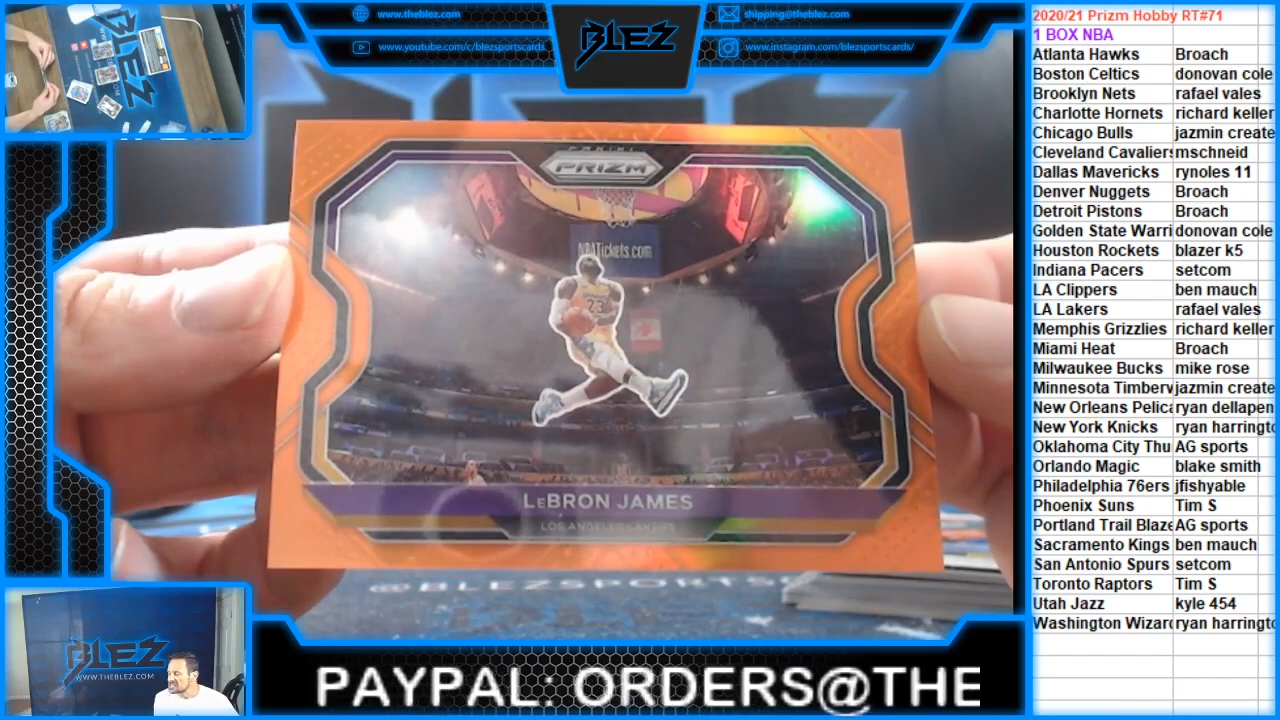 www.theblez.com
www.youtube.com/c/blezsportscards
BLEZ
shipping@theblez.com
www.instagram.com/blezsportscards/
BLEZ
PANINI
PRIZM
NBATickets.com
23
LEBRON JAMES
LOS ANGELES LAKERS
@BLEZSPORTS
BLEZ
WWW.THEBLEZ.COM
PAYPAL: ORDERS@THE
2020/21 Prizm Hobby RT#71
1 BOX NBA
Atlanta Hawks Broach
Boston Celtics donovan cole
Brooklyn Nets rafael vales
Charlotte Hornets richard keller
Chicago Bulls jazmin create
Cleveland Cavaliers mschneid
Dallas Mavericks rynoles 11
Denver Nuggets Broach
Detroit Pistons Broach
Golden State Warri donovan cole
Houston Rockets blazer k5
Indiana Pacers setcom
LA Clippers ben mauch
LA Lakers rafael vales
Memphis Grizzlies richard keller
Miami Heat Broach
Milwaukee Bucks mike rose
Minnesota Timberv jazmin create
New Orleans Pelica ryan dellapen
New York Knicks ryan harringto
Oklahoma City Thu AG sports
Orlando Magic blake smith
Philadelphia 76ers jfishyable
Phoenix Suns Tim S
Portland Trail Blaze AG sports
Sacramento Kings ben mauch
San Antonio Spurs setcom
Toronto Raptors Tim S
Utah Jazz kyle 454
Washington Wizard ryan harringto